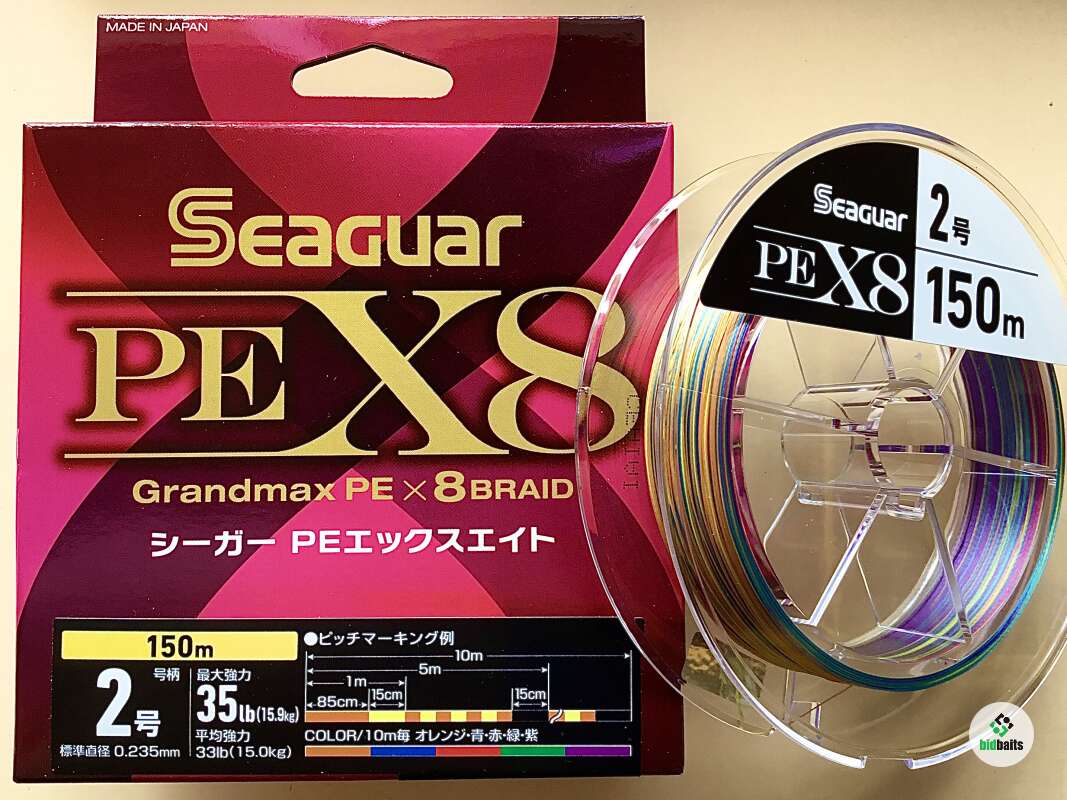 MADE IN JAPAN
SEAGUAR
PE X8
Grandmax PE × 8 BRAID
シーガー PEエックスエイト
150m
2号
号柄
標準直径 0.235mm
最大強力
35lb(15.9kg)
平均強力
33lb(15.0kg)
●ピッチマーキング例
10m
5m
1m
85cm
15cm
15cm
COLOR/10m毎 オレンジ・青・赤・緑・紫
SEAGUAR
PE X8
2号
150m
bidbaits